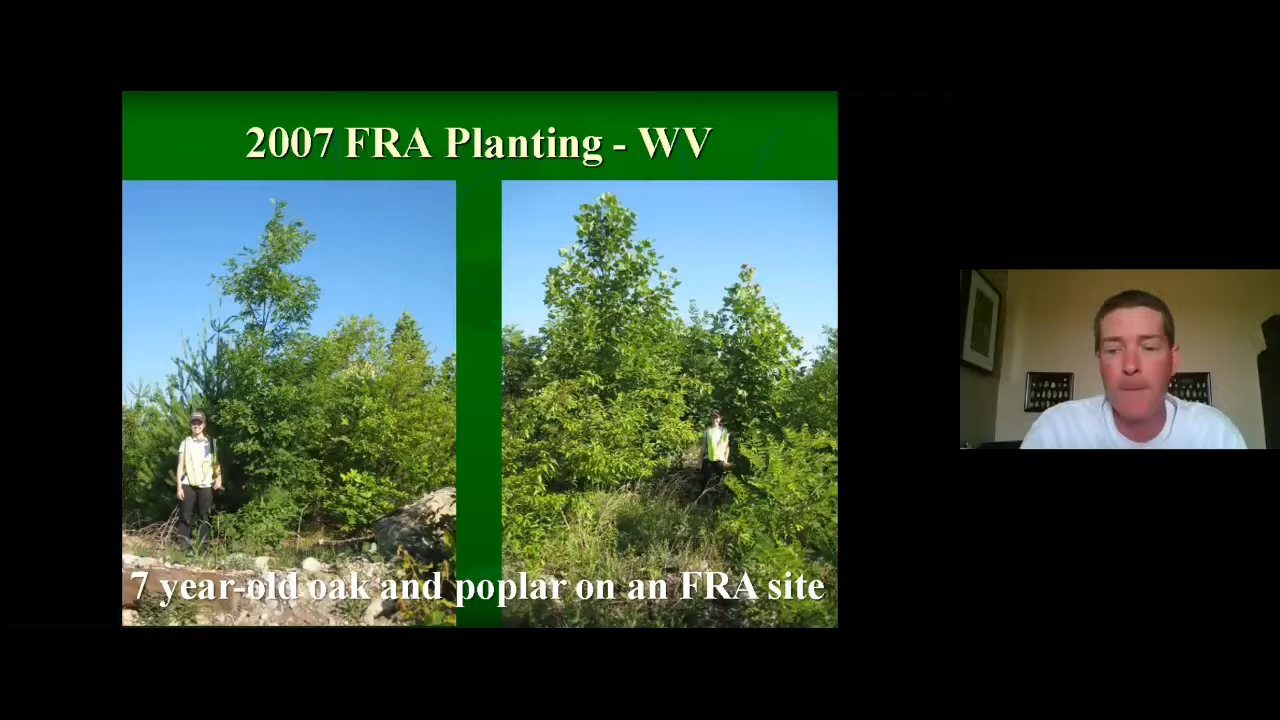 2007 FRA Planting - WV
7 year-old oak and poplar on an FRA site